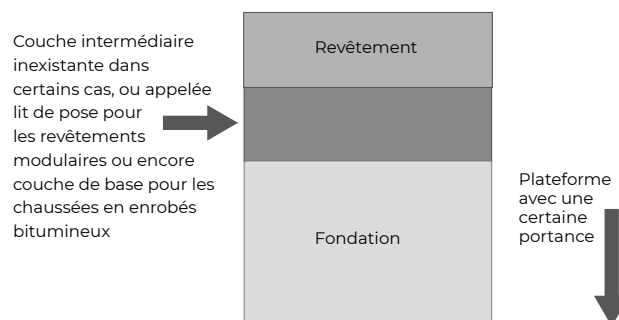 Couche intermédiaire
inexistante dans
certains cas, ou appelée
lit de pose pour
les revêtements
modulaires ou encore
couche de base pour les
chaussées en enrobés
bitumineux
Revêtement
Fondation
Plateforme
avec une
certaine
portance